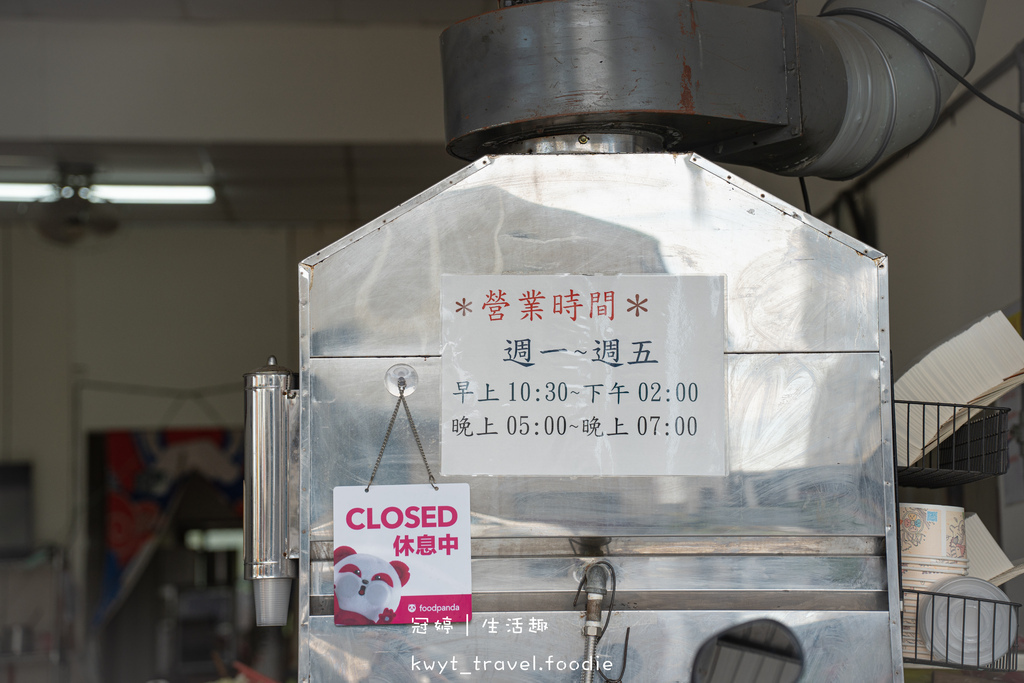 ＊營業時間＊
週一~週五
早上 10:30~下午 02:00
晚上 05:00~晚上 07:00
CLOSED
休息中
foodpanda
冠婷｜生活趣
kwyt_travel.foodie